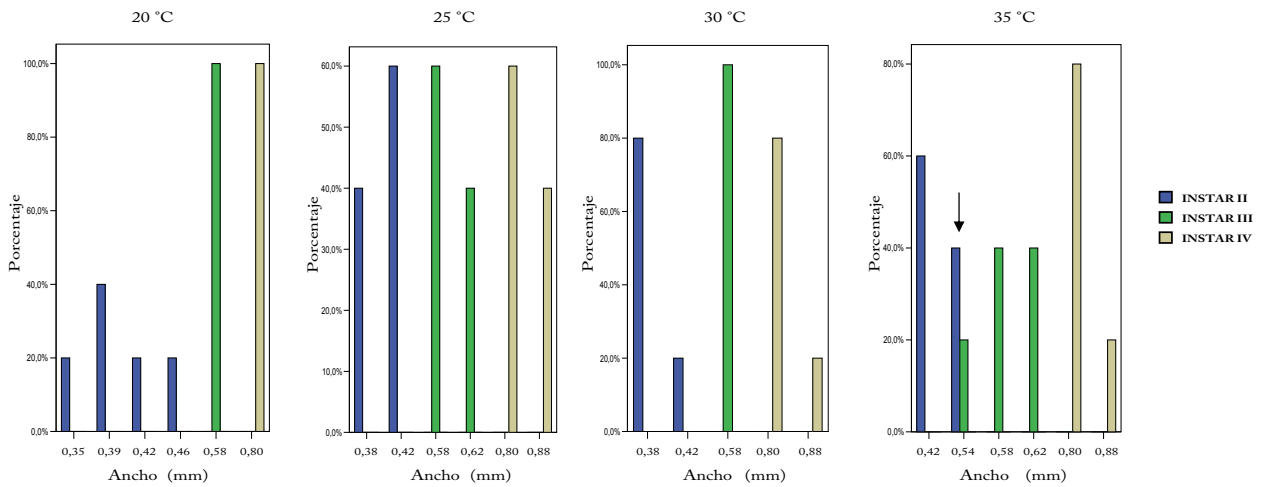 20 °C
25 °C
30 °C
35 °C
Porcentaje
100,0%
80,0%
60,0%
40,0%
20,0%
0,0%
0,35 0,39 0,42 0,46 0,58 0,80
Ancho (mm)
Porcentaje
60,0%
50,0%
40,0%
30,0%
20,0%
10,0%
0,0%
0,38 0,42 0,58 0,62 0,80 0,88
Ancho (mm)
Porcentaje
100,0%
80,0%
60,0%
40,0%
20,0%
0,0%
0,38 0,42 0,58 0,80 0,88
Ancho (mm)
Porcentaje
80,0%
60,0%
40,0%
20,0%
0,0%
0,42 0,54 0,58 0,62 0,80 0,88
Ancho (mm)
INSTAR II
INSTAR III
INSTAR IV